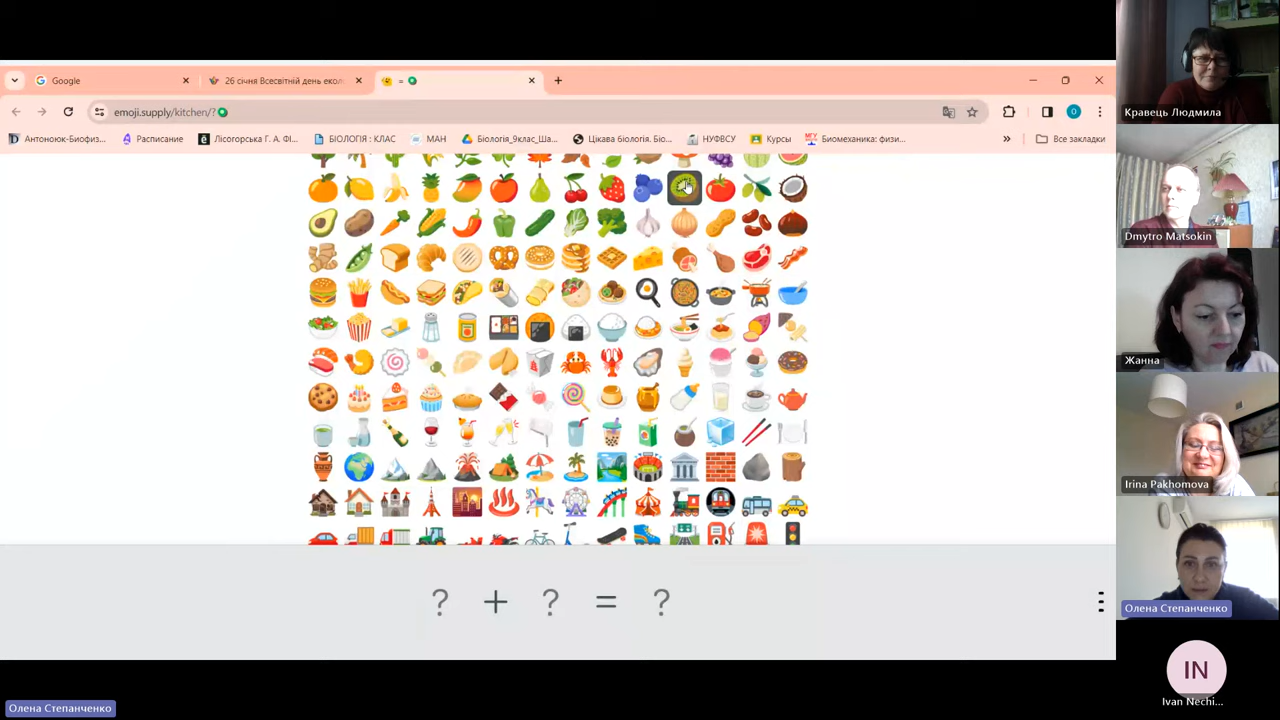 Google
26 січня Всесвітній день екол
=
emoji.supply/kitchen/?
Антонюк-Биофиз...
Расписание
Лісогорська Г. А. Фі...
БІОЛОГІЯ : КЛАС
МАН
Біологія_9клас_Ша...
Цікава біологія. Біо...
НУФВСУ
Курсы
Биомеханика: физи...
»
Все закладки
? + ? = ?
Кравець Людмила
Dmytro Matsokin
Жанна
Irina Pakhomova
Олена Степанченко
IN
Ivan Nechi...
Олена Степанченко